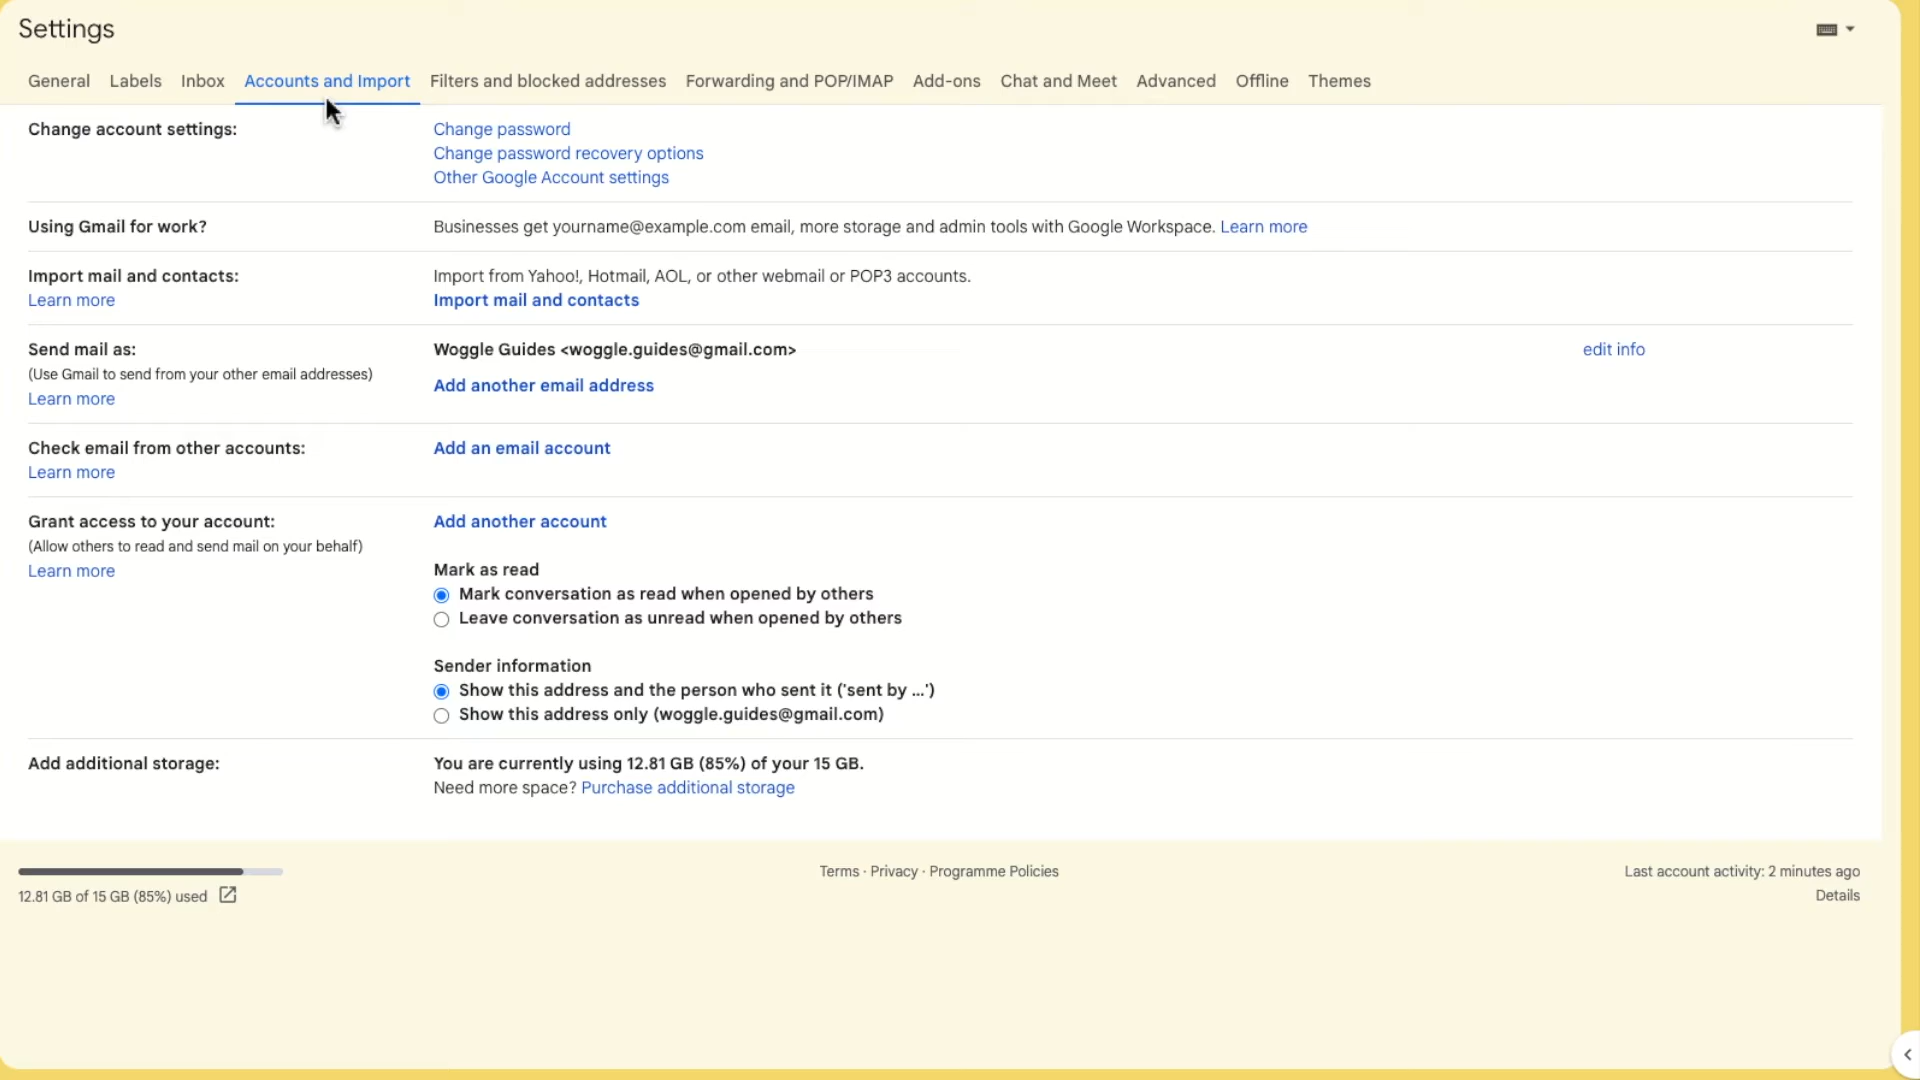 Settings
General Labels Inbox Accounts and Import Filters and blocked addresses Forwarding and POP/IMAP Add-ons Chat and Meet Advanced Offline Themes
Change account settings:
Change password
Change password recovery options
Other Google Account settings
Using Gmail for work?
Businesses get yourname@example.com email, more storage and admin tools with Google Workspace. Learn more
Import mail and contacts:
Learn more
Import from Yahoo!, Hotmail, AOL, or other webmail or POP3 accounts.
Import mail and contacts
Send mail as:
(Use Gmail to send from your other email addresses)
Learn more
Woggle Guides <woggle.guides@gmail.com>
edit info
Add another email address
Check email from other accounts:
Learn more
Add an email account
Grant access to your account:
(Allow others to read and send mail on your behalf)
Learn more
Add another account
Mark as read
Mark conversation as read when opened by others
Leave conversation as unread when opened by others
Sender information
Show this address and the person who sent it ('sent by ...')
Show this address only (woggle.guides@gmail.com)
Add additional storage:
You are currently using 12.81 GB (85%) of your 15 GB.
Need more space? Purchase additional storage
12.81 GB of 15 GB (85%) used
Terms · Privacy · Programme Policies
Last account activity: 2 minutes ago
Details